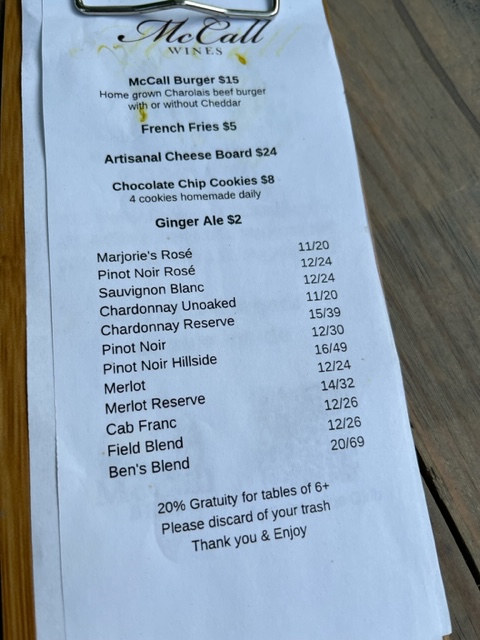 McCall
WINES
McCall Burger $15
Home grown Charolais beef burger
with or without Cheddar
French Fries $5
Artisanal Cheese Board $24
Chocolate Chip Cookies $8
4 cookies homemade daily
Ginger Ale $2
Marjorie's Rosé 11/20
Pinot Noir Rosé 12/24
Sauvignon Blanc 12/24
Chardonnay Unoaked 11/20
Chardonnay Reserve 15/39
Pinot Noir 12/30
Pinot Noir Hillside 16/49
Merlot 12/24
Merlot Reserve 14/32
Cab Franc 12/26
Field Blend 12/26
Ben's Blend 20/69
20% Gratuity for tables of 6+
Please discard of your trash
Thank you & Enjoy